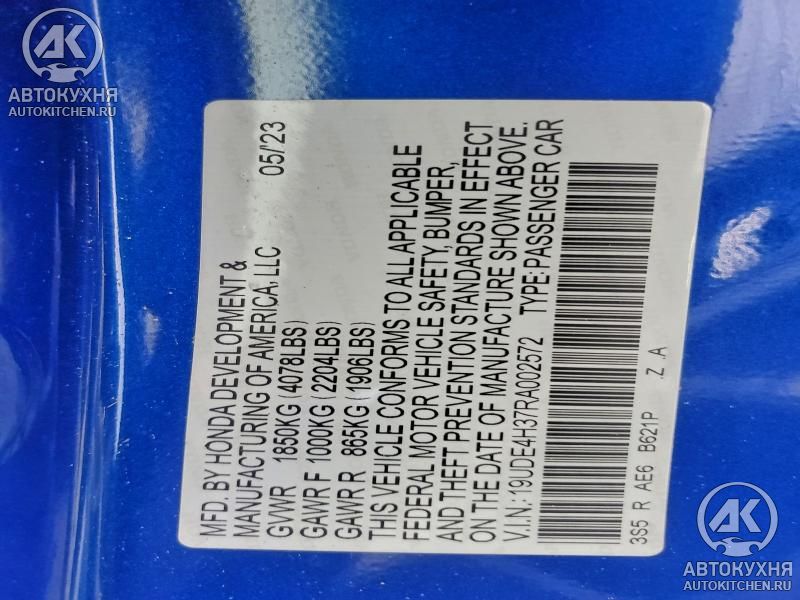 AK
АВТОКУХНЯ
AUTOKITCHEN.RU
MFD. BY HONDA DEVELOPMENT &
MANUFACTURING OF AMERICA, LLC 05/'23
GVWR 1850KG (4078LBS)
GAWR F 1000KG (2204LBS)
GAWR R 865KG (1906LBS)
THIS VEHICLE CONFORMS TO ALL APPLICABLE
FEDERAL MOTOR VEHICLE SAFETY, BUMPER,
AND THEFT PREVENTION STANDARDS IN EFFECT
ON THE DATE OF MANUFACTURE SHOWN ABOVE.
V.I.N.: 19UDE4H37RA002572 TYPE: PASSENGER CAR
3S5 R AE6 B621P .Z .A
AK
АВТОКУХНЯ
AUTOKITCHEN.RU